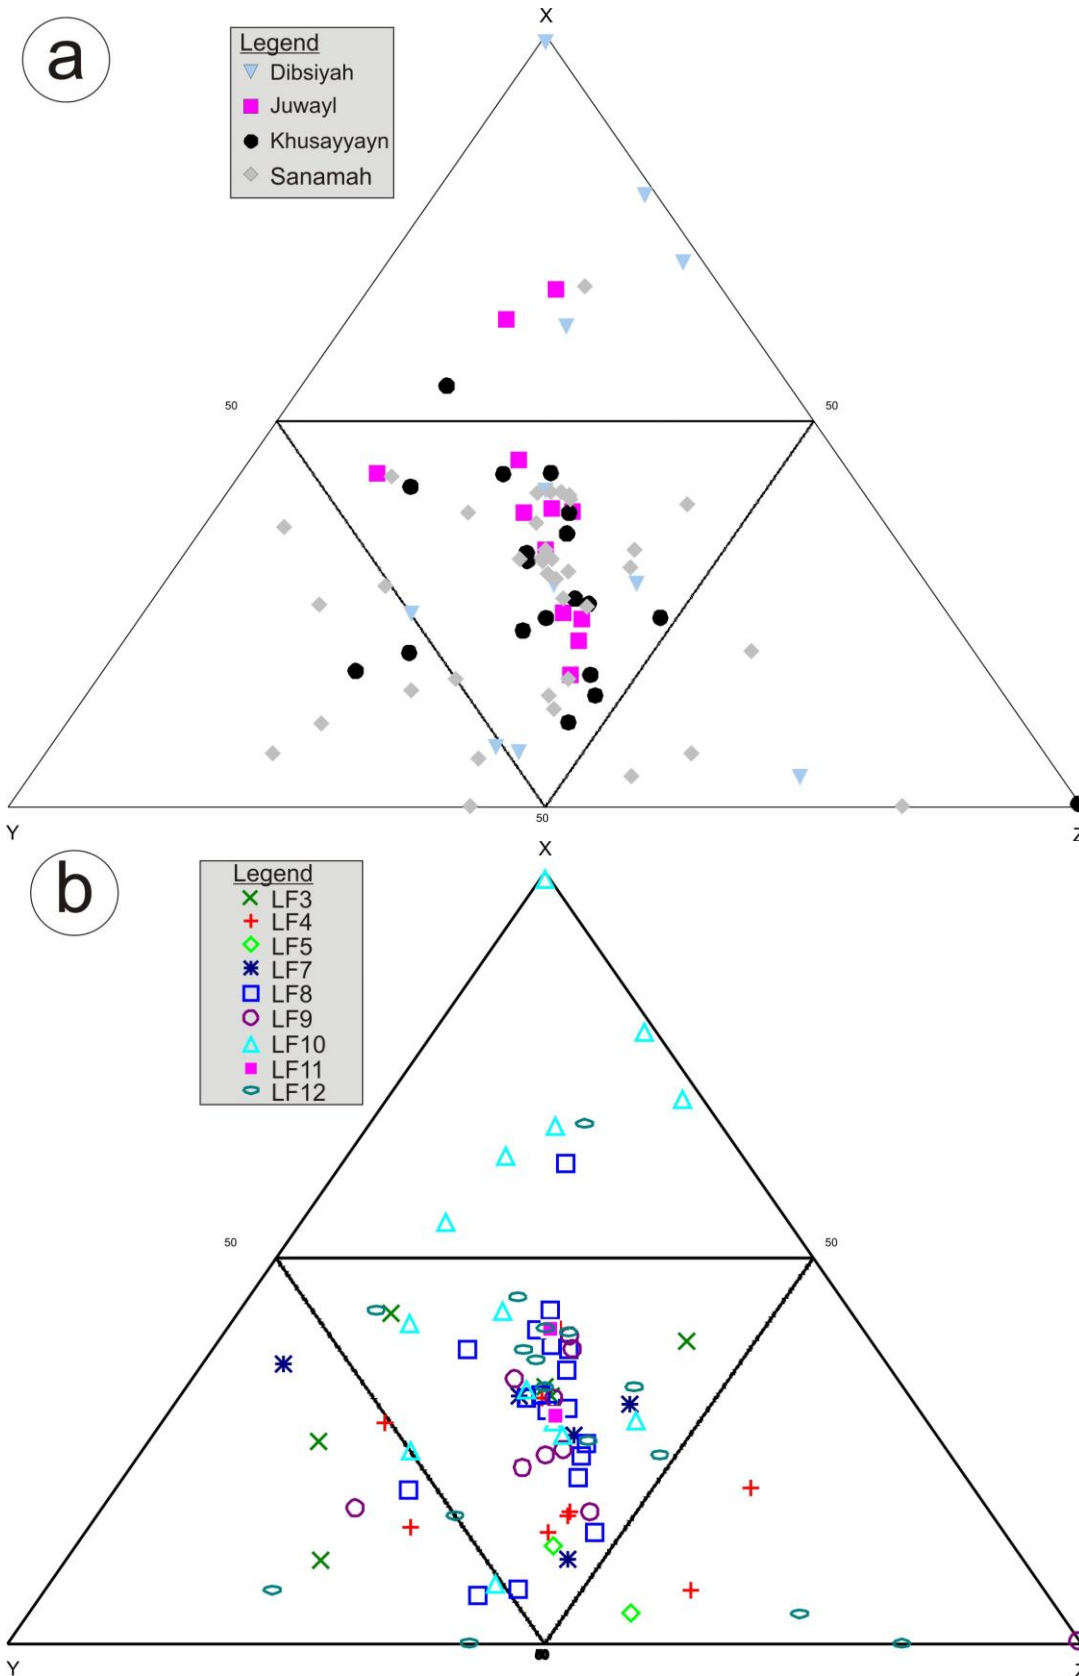 a
X
Legend
Dibsiyah
Juwayl
Khusayyayn
Sanamah
50
50
50
Y
Z
b
X
Legend
LF3
LF4
LF5
LF7
LF8
LF9
LF10
LF11
LF12
50
50
Y
Z